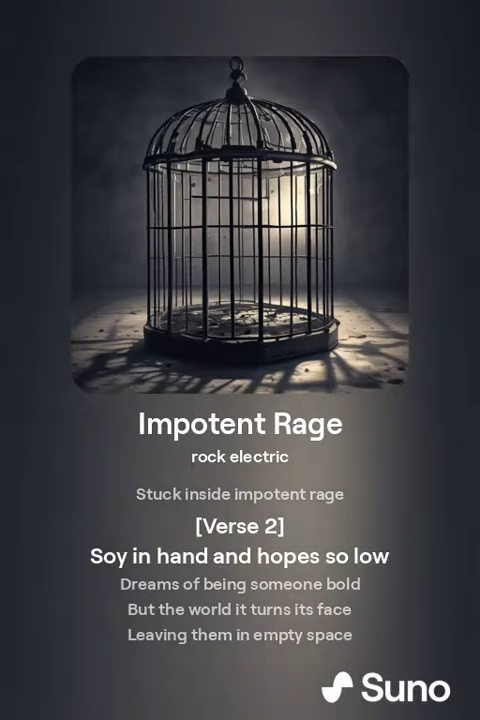 Impotent Rage
rock electric
Stuck inside impotent rage
[Verse 2]
Soy in hand and hopes so low
Dreams of being someone bold
But the world it turns its face
Leaving them in empty space
Suno